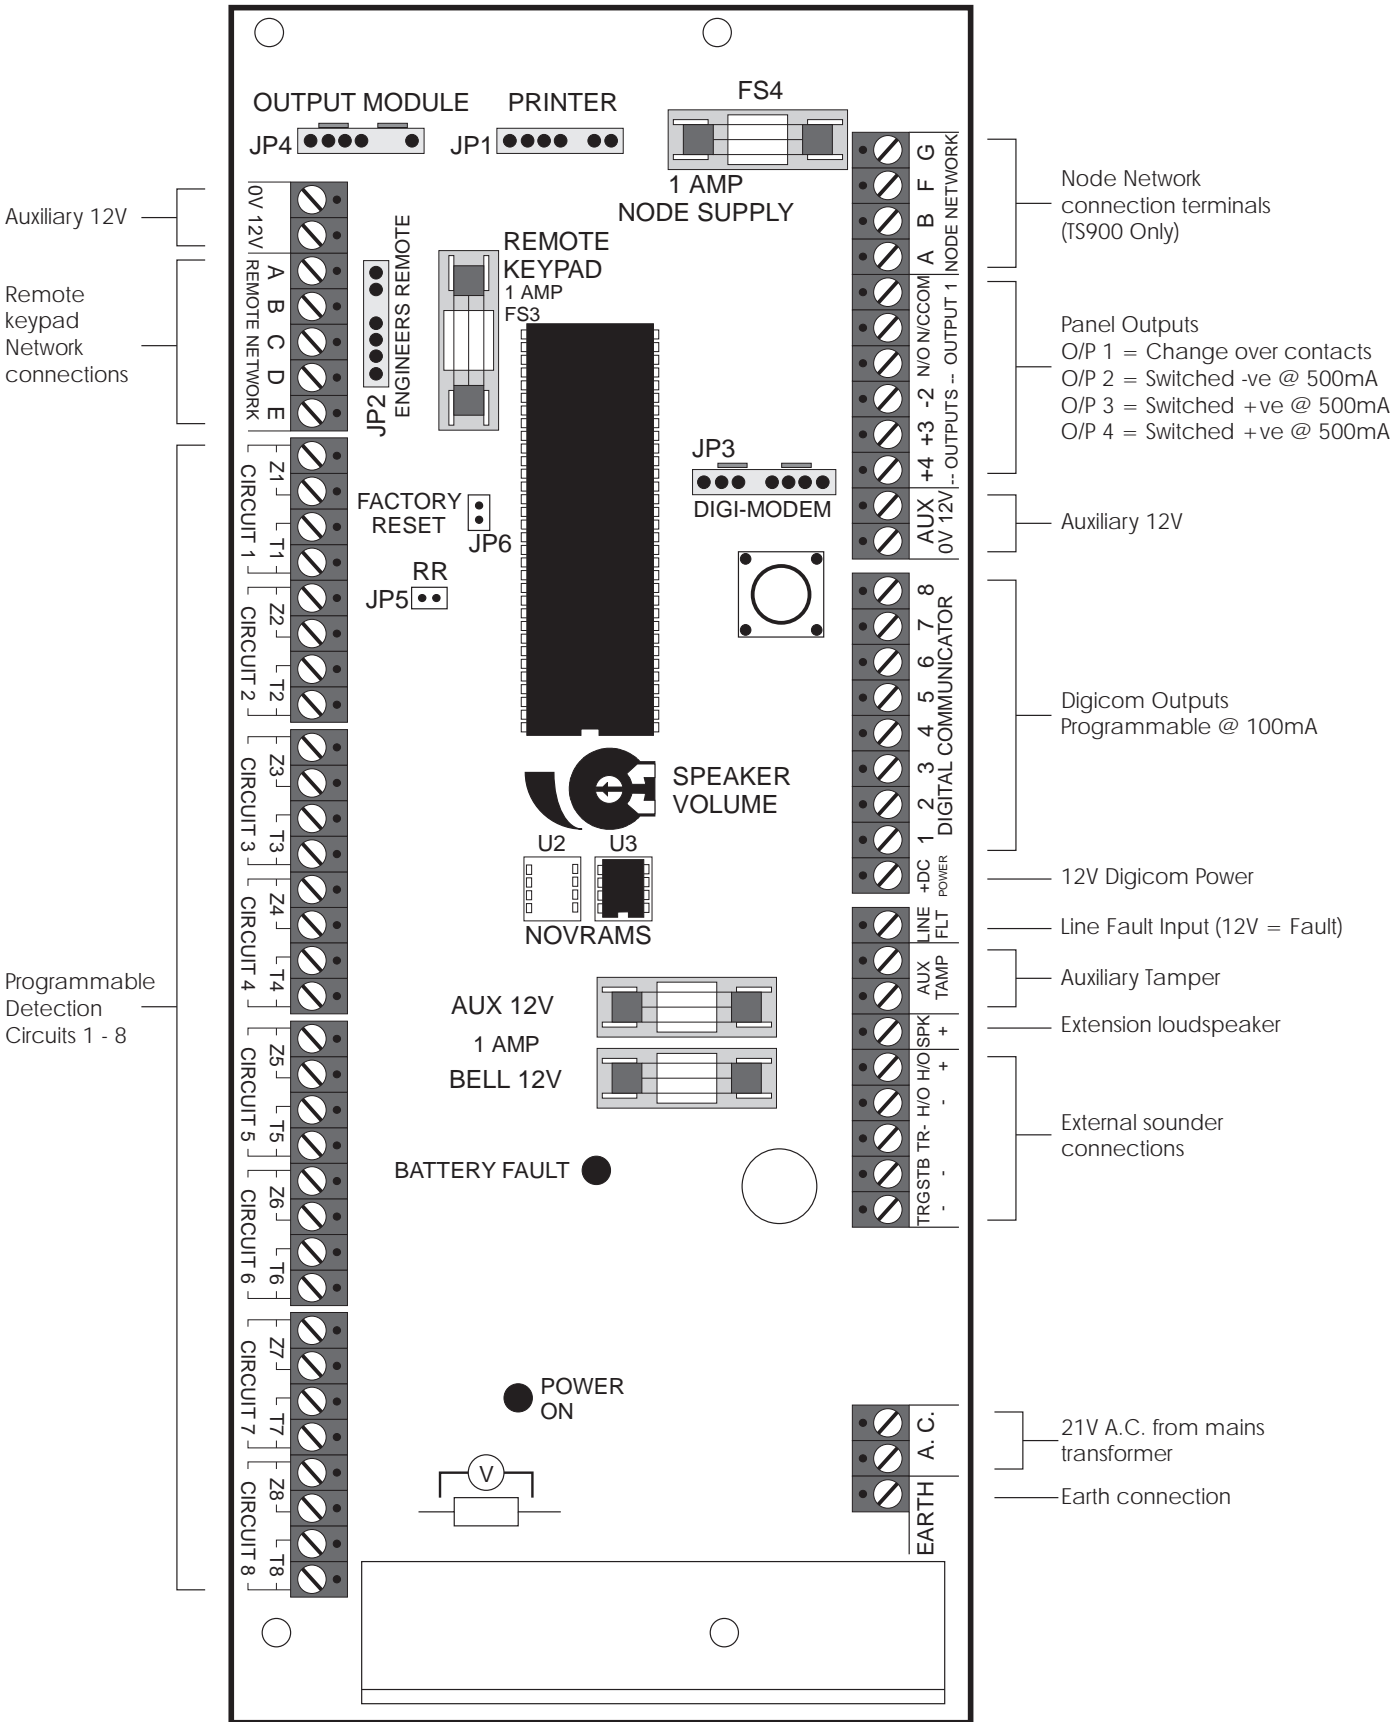 OUTPUT MODULE
JP4
PRINTER
JP1
FS4
1 AMP
NODE SUPPLY
Auxiliary 12V
0V 12V
Remote
keypad
Network
connections
A B C D E
REMOTE NETWORK
JP2
ENGINEERS REMOTE
REMOTE
KEYPAD
1 AMP
FS3
FACTORY
RESET
JP6
RR
JP5
JP3
DIGI-MODEM
SPEAKER
VOLUME
U2
U3
NOVRAMS
AUX 12V
1 AMP
BELL 12V
BATTERY FAULT
POWER
ON
V
Programmable
Detection
Circuits 1 - 8
Z1 T1
CIRCUIT 1
Z2 T2
CIRCUIT 2
Z3 T3
CIRCUIT 3
Z4 T4
CIRCUIT 4
Z5 T5
CIRCUIT 5
Z6 T6
CIRCUIT 6
Z7 T7
CIRCUIT 7
Z8 T8
CIRCUIT 8
G F B A
NODE NETWORK
Node Network
connection terminals
(TS900 Only)
+4 +3 -2 N/O N/CCOM
-- OUTPUTS -- OUTPUT 1
Panel Outputs
O/P 1 = Change over contacts
O/P 2 = Switched -ve @ 500mA
O/P 3 = Switched +ve @ 500mA
O/P 4 = Switched +ve @ 500mA
AUX
0V 12V
Auxiliary 12V
1 2 3 4 5 6 7 8
DIGITAL COMMUNICATOR
Digicom Outputs
Programmable @ 100mA
+DC
POWER
12V Digicom Power
LINE
FLT
Line Fault Input (12V = Fault)
AUX
TAMP
Auxiliary Tamper
SPK
+
Extension loudspeaker
TRGSTB TR- H/O H/O
- - - +
External sounder
connections
A. C.
21V A.C. from mains
transformer
EARTH
Earth connection